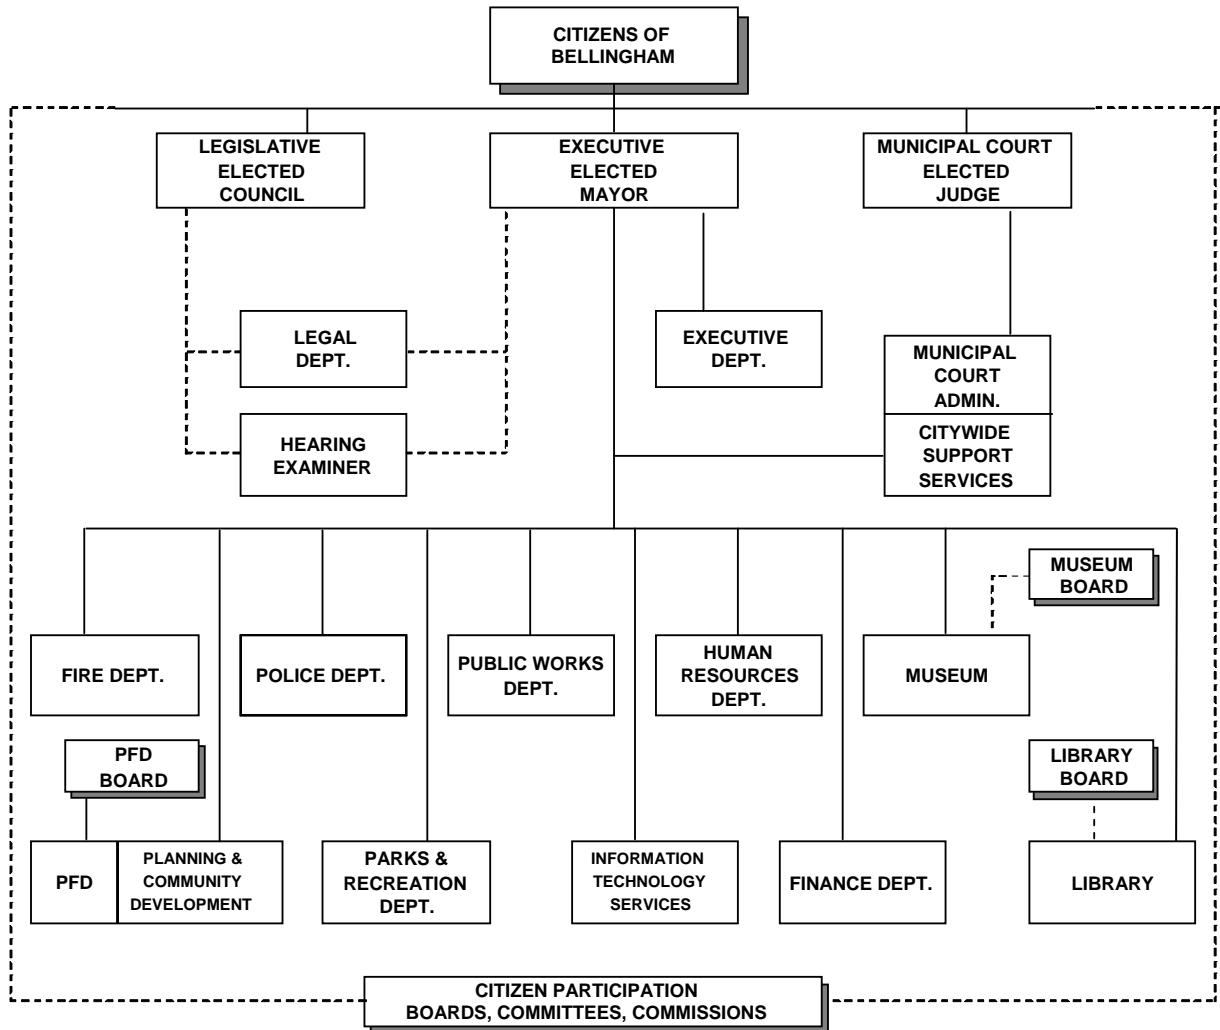 CITIZENS OF
BELLINGHAM
LEGISLATIVE
ELECTED
COUNCIL
EXECUTIVE
ELECTED
MAYOR
MUNICIPAL COURT
ELECTED
JUDGE
LEGAL
DEPT.
EXECUTIVE
DEPT.
MUNICIPAL
COURT
ADMIN.
HEARING
EXAMINER
CITYWIDE
SUPPORT
SERVICES
MUSEUM
BOARD
FIRE DEPT.
POLICE DEPT.
PUBLIC WORKS
DEPT.
HUMAN
RESOURCES
DEPT.
MUSEUM
PFD
BOARD
LIBRARY
BOARD
PFD
PLANNING &
COMMUNITY
DEVELOPMENT
PARKS &
RECREATION
DEPT.
INFORMATION
TECHNOLOGY
SERVICES
FINANCE DEPT.
LIBRARY
CITIZEN PARTICIPATION
BOARDS, COMMITTEES, COMMISSIONS